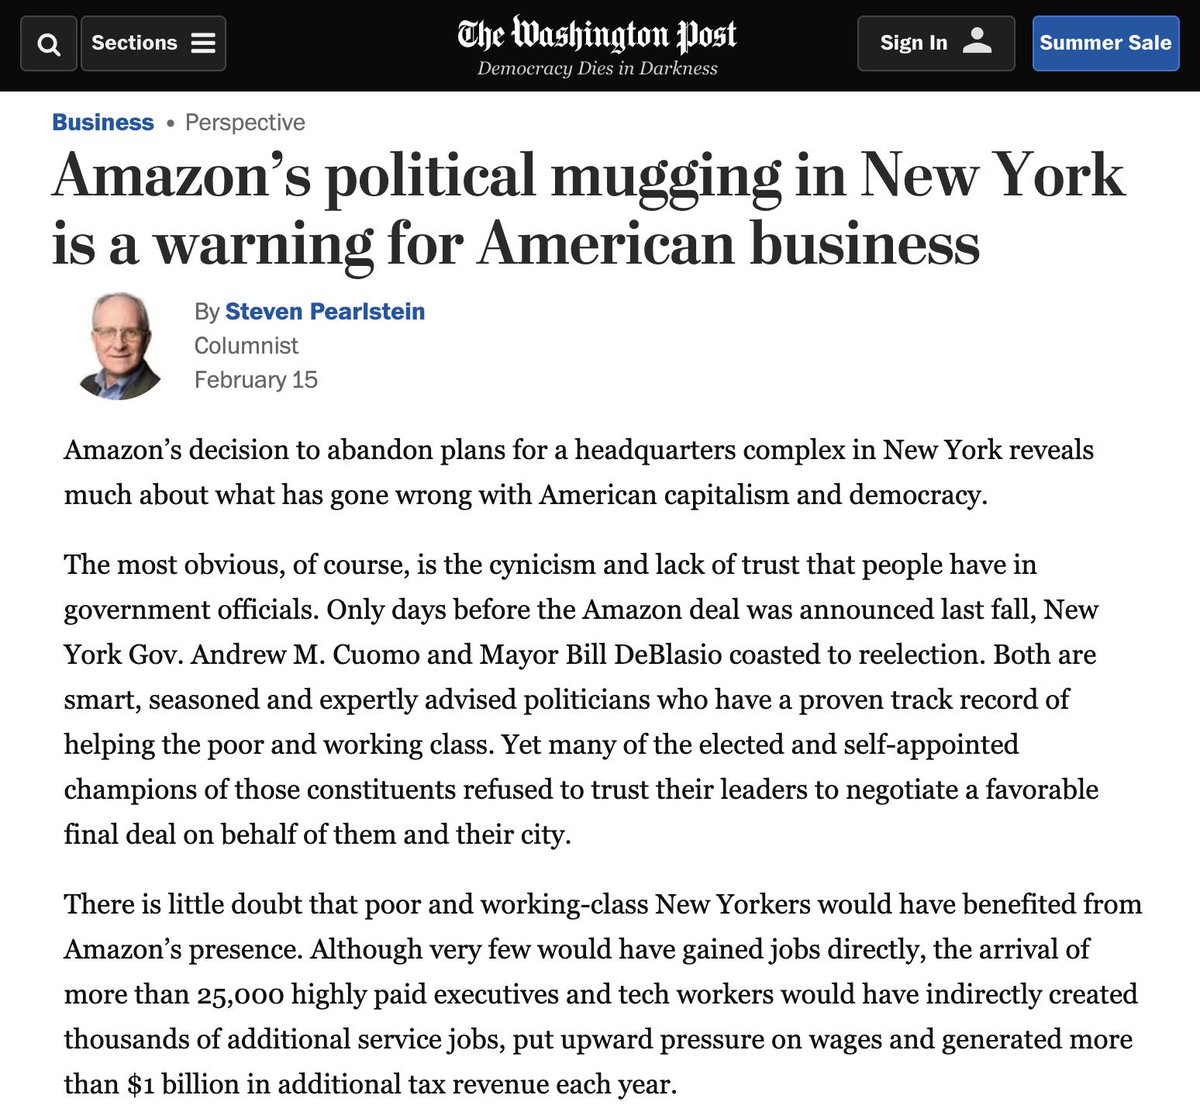 Sections
The Washington Post
Democracy Dies in Darkness
Sign In
Summer Sale
Business • Perspective
Amazon’s political mugging in New York
is a warning for American business
By Steven Pearlstein
Columnist
February 15
Amazon’s decision to abandon plans for a headquarters complex in New York reveals
much about what has gone wrong with American capitalism and democracy.
The most obvious, of course, is the cynicism and lack of trust that people have in
government officials. Only days before the Amazon deal was announced last fall, New
York Gov. Andrew M. Cuomo and Mayor Bill DeBlasio coasted to reelection. Both are
smart, seasoned and expertly advised politicians who have a proven track record of
helping the poor and working class. Yet many of the elected and self-appointed
champions of those constituents refused to trust their leaders to negotiate a favorable
final deal on behalf of them and their city.
There is little doubt that poor and working-class New Yorkers would have benefited from
Amazon’s presence. Although very few would have gained jobs directly, the arrival of
more than 25,000 highly paid executives and tech workers would have indirectly created
thousands of additional service jobs, put upward pressure on wages and generated more
than $1 billion in additional tax revenue each year.